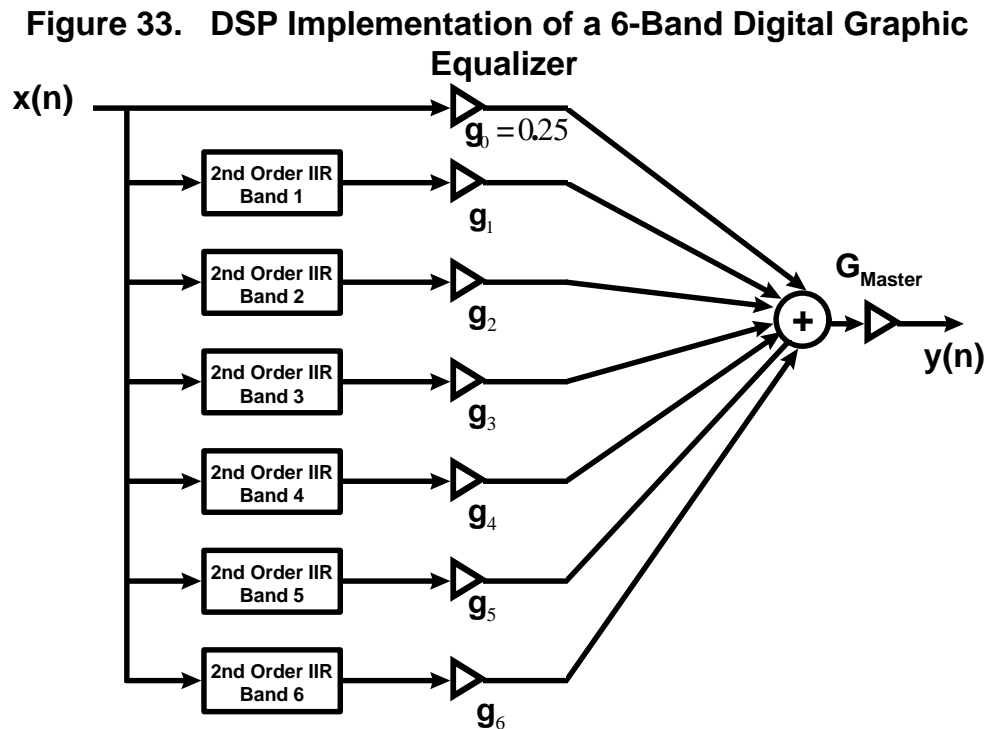 Figure 33. DSP Implementation of a 6-Band Digital Graphic
Equalizer
x(n)
g0 = 0.25
2nd Order IIR
Band 1
g1
2nd Order IIR
Band 2
g2
GMaster
+
y(n)
2nd Order IIR
Band 3
g3
2nd Order IIR
Band 4
g4
2nd Order IIR
Band 5
g5
2nd Order IIR
Band 6
g6